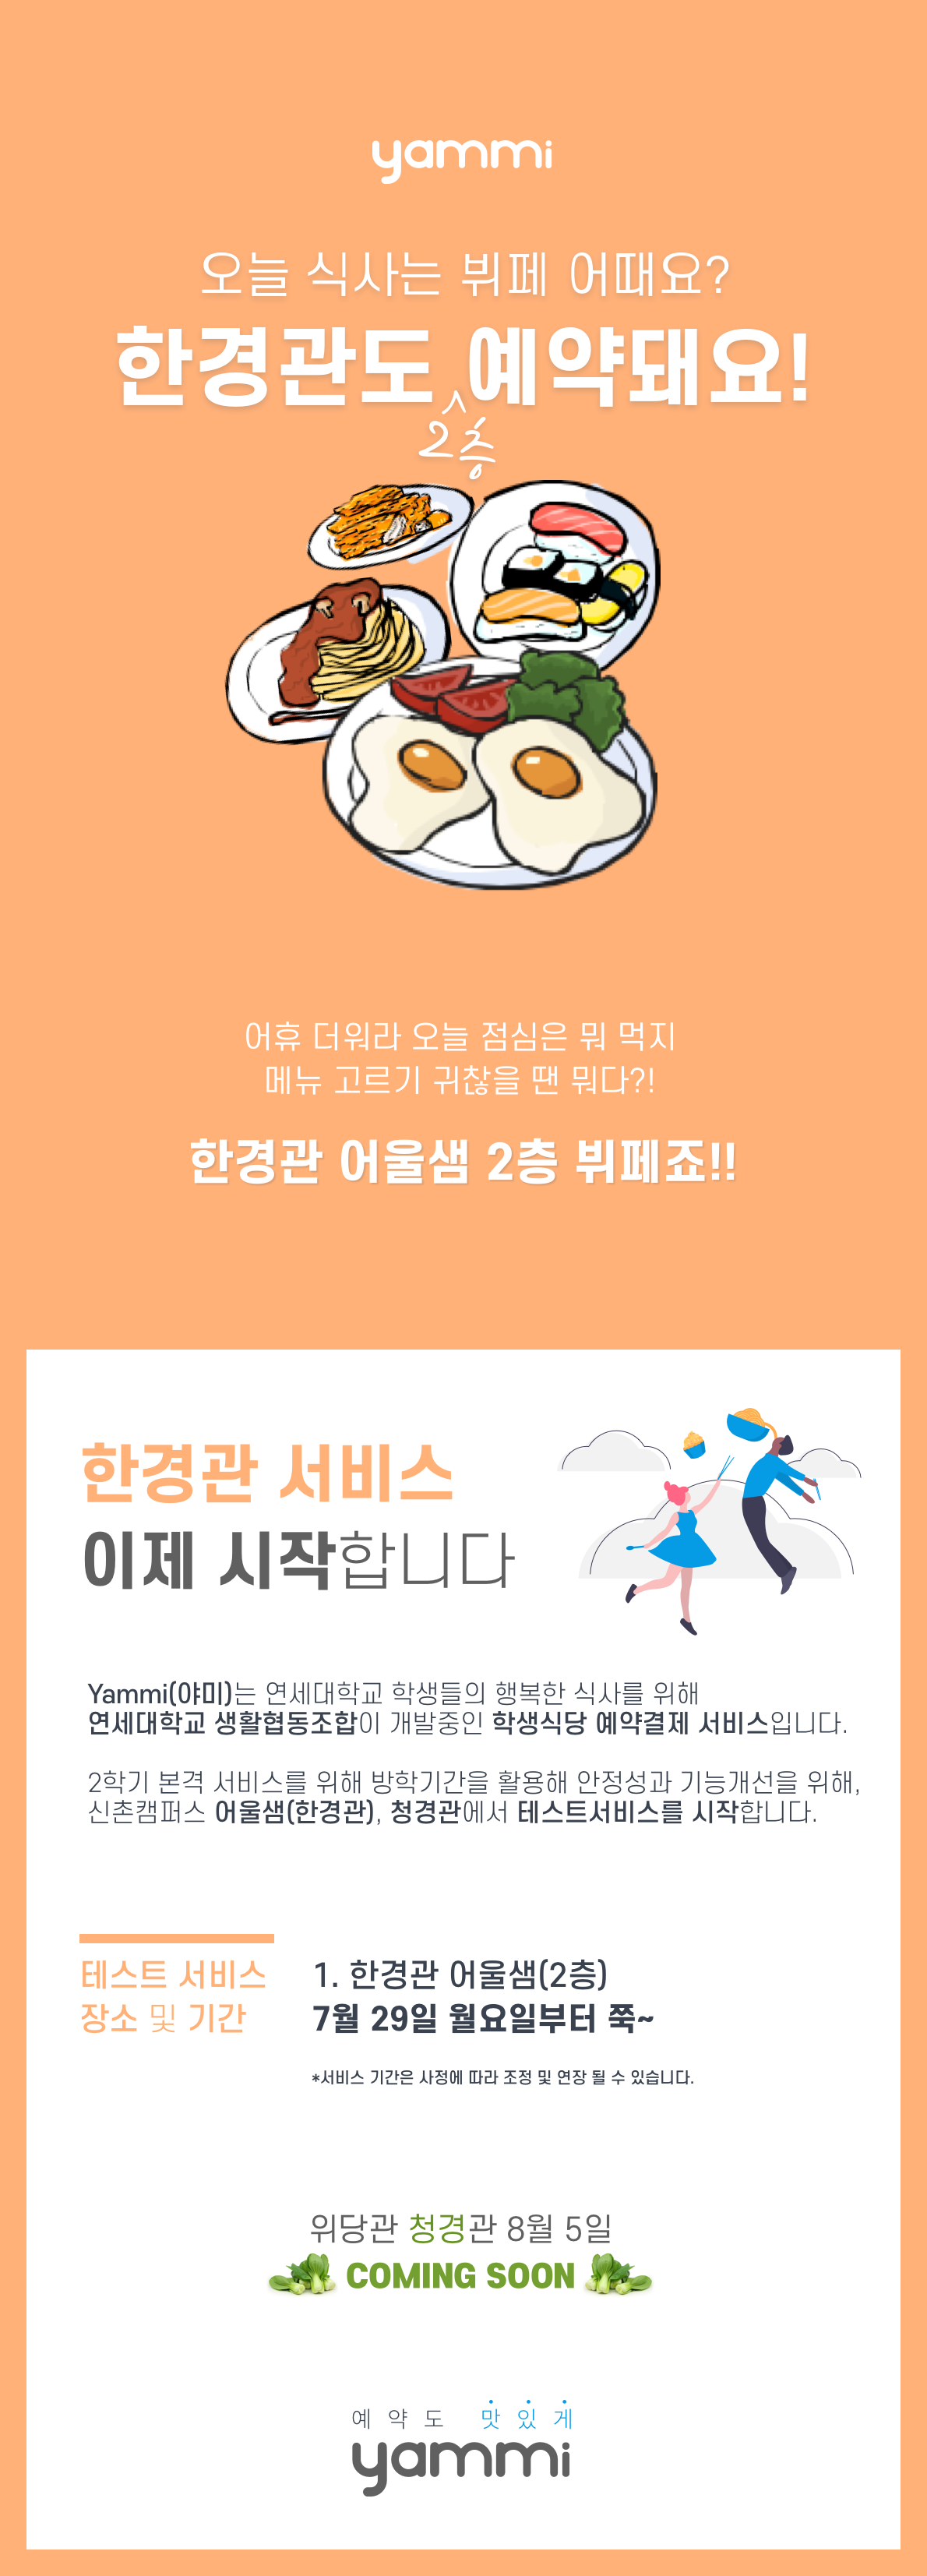 yammi
오늘 식사는 뷔페 어때요?
한경관도 예약돼요!
^
2층
어휴 더워라 오늘 점심은 뭐 먹지
메뉴 고르기 귀찮을 땐 뭐다?!
한경관 어울샘 2층 뷔페죠!!
한경관 서비스
이제 시작합니다
Yammi(야미)는 연세대학교 학생들의 행복한 식사를 위해
연세대학교 생활협동조합이 개발중인 학생식당 예약결제 서비스입니다.
2학기 본격 서비스를 위해 방학기간을 활용해 안정성과 기능개선을 위해,
신촌캠퍼스 어울샘(한경관), 청경관에서 테스트서비스를 시작합니다.
테스트 서비스
장소 및 기간
1. 한경관 어울샘(2층)
7월 29일 월요일부터 쭉~
*서비스 기간은 사정에 따라 조정 및 연장 될 수 있습니다.
위당관 청경관 8월 5일
COMING SOON
예약도 맛있게
yammi